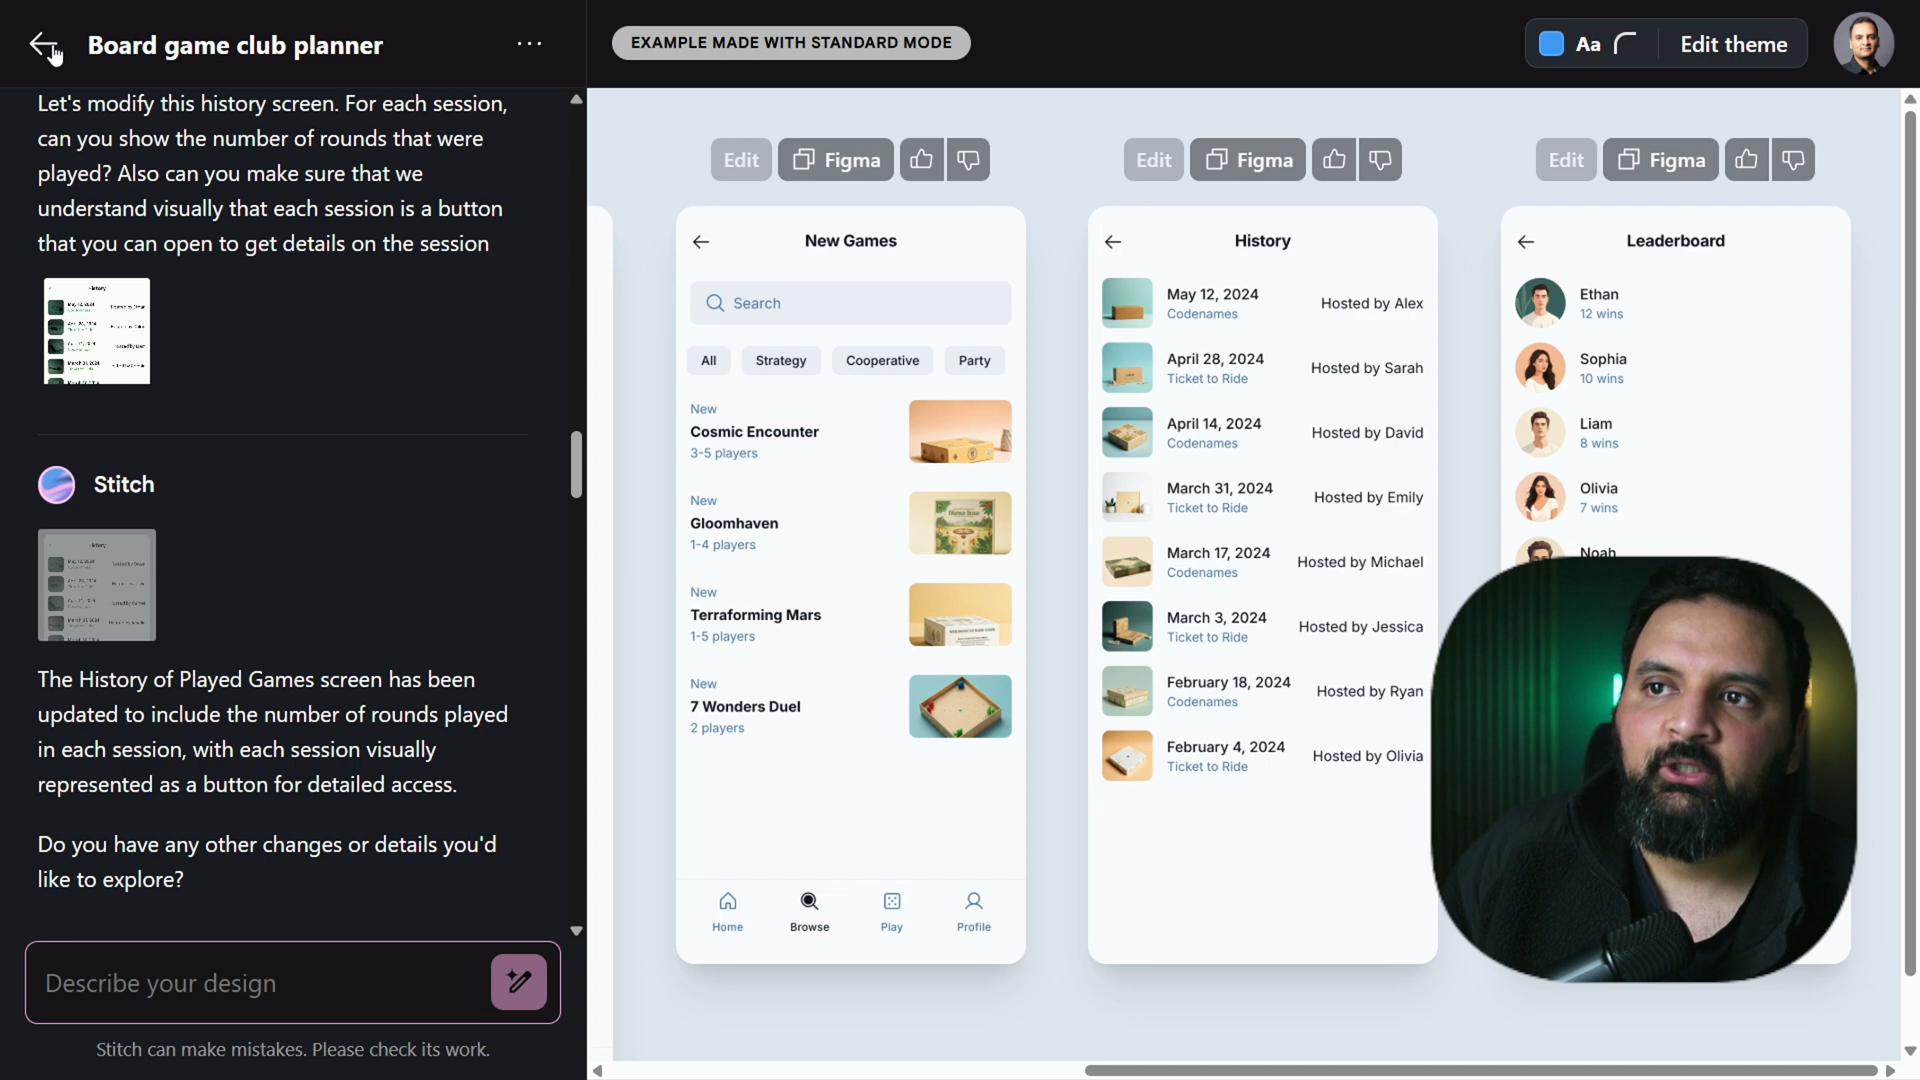 Board game club planner
EXAMPLE MADE WITH STANDARD MODE
Aa
Edit theme
Let's modify this history screen. For each session,
can you show the number of rounds that were
played? Also can you make sure that we
understand visually that each session is a button
that you can open to get details on the session
History
Stitch
History
The History of Played Games screen has been
updated to include the number of rounds played
in each session, with each session visually
represented as a button for detailed access.
Do you have any other changes or details you'd
like to explore?
Describe your design
Stitch can make mistakes. Please check its work.
Edit
Figma
New Games
Search
All
Strategy
Cooperative
Party
New
Cosmic Encounter
3-5 players
New
Gloomhaven
1-4 players
New
Terraforming Mars
1-5 players
New
7 Wonders Duel
2 players
Home
Browse
Play
Profile
Edit
Figma
History
May 12, 2024
Codenames
Hosted by Alex
April 28, 2024
Ticket to Ride
Hosted by Sarah
April 14, 2024
Codenames
Hosted by David
March 31, 2024
Ticket to Ride
Hosted by Emily
March 17, 2024
Codenames
Hosted by Michael
March 3, 2024
Ticket to Ride
Hosted by Jessica
February 18, 2024
Codenames
Hosted by Ryan
February 4, 2024
Ticket to Ride
Hosted by Olivia
Edit
Figma
Leaderboard
Ethan
12 wins
Sophia
10 wins
Liam
8 wins
Olivia
7 wins
Noah